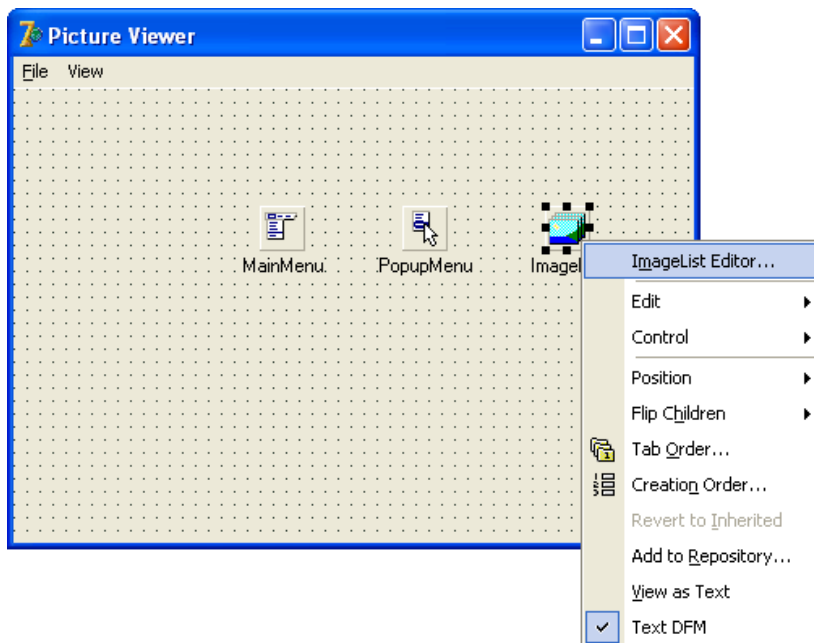 Picture Viewer
File View
MainMenu
PopupMenu
ImageList Editor...
Edit
Control
Position
Flip Children
Tab Order...
Creation Order...
Revert to Inherited
Add to Repository...
View as Text
Text DFM